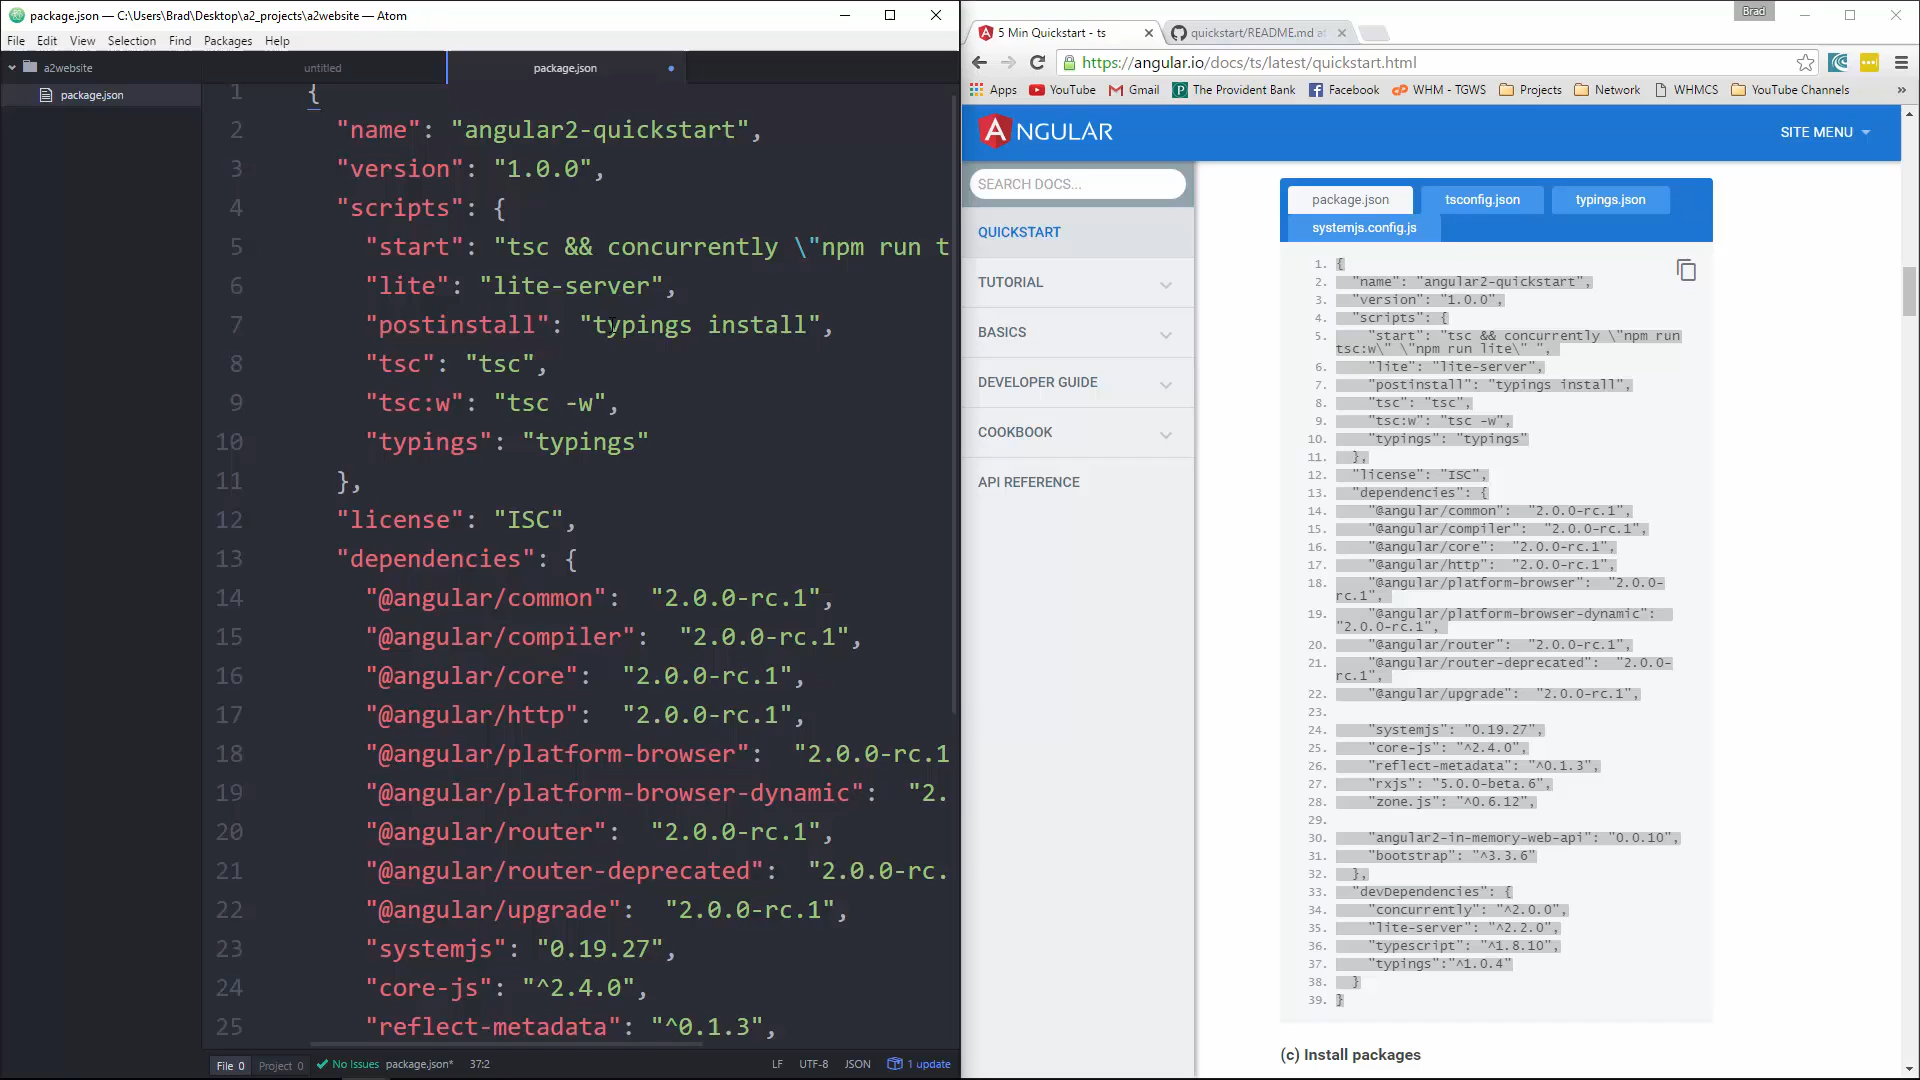 package.json — C:\Users\Brad\Desktop\a2_projects\a2website — Atom
File Edit View Selection Find Packages Help
a2website
package.json
untitled
package.json
1 {
2 "name": "angular2-quickstart",
3 "version": "1.0.0",
4 "scripts": {
5 "start": "tsc && concurrently \"npm run t
6 "lite": "lite-server",
7 "postinstall": "typings install",
8 "tsc": "tsc",
9 "tsc:w": "tsc -w",
10 "typings": "typings"
11 },
12 "license": "ISC",
13 "dependencies": {
14 "@angular/common": "2.0.0-rc.1",
15 "@angular/compiler": "2.0.0-rc.1",
16 "@angular/core": "2.0.0-rc.1",
17 "@angular/http": "2.0.0-rc.1",
18 "@angular/platform-browser": "2.0.0-rc.1
19 "@angular/platform-browser-dynamic": "2.
20 "@angular/router": "2.0.0-rc.1",
21 "@angular/router-deprecated": "2.0.0-rc.
22 "@angular/upgrade": "2.0.0-rc.1",
23 "systemjs": "0.19.27",
24 "core-js": "^2.4.0",
25 "reflect-metadata": "^0.1.3",
File 0 Project 0 No Issues package.json* 37:2 LF UTF-8 JSON 1 update
Brad
5 Min Quickstart - ts
quickstart/README.md at
https://angular.io/docs/ts/latest/quickstart.html
Apps YouTube Gmail The Provident Bank Facebook WHM - TGWS Projects Network WHMCS YouTube Channels »
ANGULAR
SITE MENU
SEARCH DOCS...
QUICKSTART
TUTORIAL
BASICS
DEVELOPER GUIDE
COOKBOOK
API REFERENCE
package.json tsconfig.json typings.json
systemjs.config.js
1. {
2. "name": "angular2-quickstart",
3. "version": "1.0.0",
4. "scripts": {
5. "start": "tsc && concurrently \"npm run
tsc:w\" \"npm run lite\" ",
6. "lite": "lite-server",
7. "postinstall": "typings install",
8. "tsc": "tsc",
9. "tsc:w": "tsc -w",
10. "typings": "typings"
11. },
12. "license": "ISC",
13. "dependencies": {
14. "@angular/common": "2.0.0-rc.1",
15. "@angular/compiler": "2.0.0-rc.1",
16. "@angular/core": "2.0.0-rc.1",
17. "@angular/http": "2.0.0-rc.1",
18. "@angular/platform-browser": "2.0.0-
rc.1",
19. "@angular/platform-browser-dynamic":
"2.0.0-rc.1",
20. "@angular/router": "2.0.0-rc.1",
21. "@angular/router-deprecated": "2.0.0-
rc.1",
22. "@angular/upgrade": "2.0.0-rc.1",
23.
24. "systemjs": "0.19.27",
25. "core-js": "^2.4.0",
26. "reflect-metadata": "^0.1.3",
27. "rxjs": "5.0.0-beta.6",
28. "zone.js": "^0.6.12",
29.
30. "angular2-in-memory-web-api": "0.0.10",
31. "bootstrap": "^3.3.6"
32. },
33. "devDependencies": {
34. "concurrently": "^2.0.0",
35. "lite-server": "^2.2.0",
36. "typescript": "^1.8.10",
37. "typings":"^1.0.4"
38. }
39. }
(c) Install packages